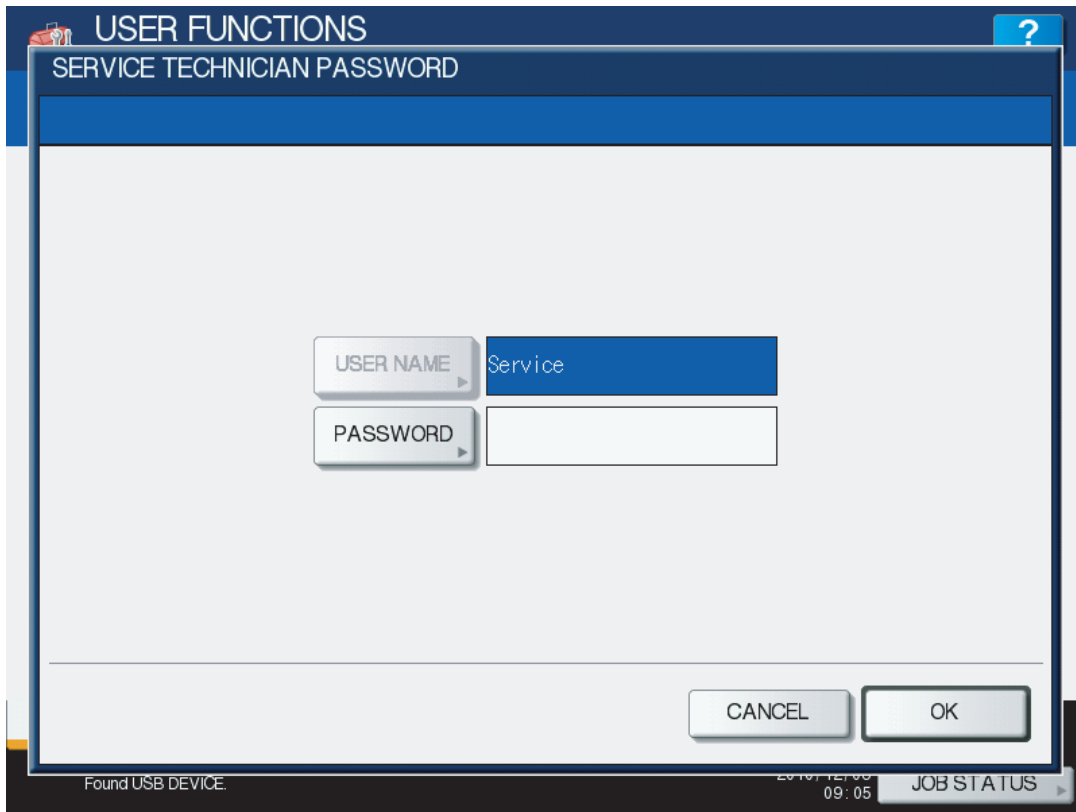 USER FUNCTIONS
?
SERVICE TECHNICIAN PASSWORD
USER NAME
Service
PASSWORD
CANCEL
OK
Found USB DEVICE.
09:05
JOB STATUS